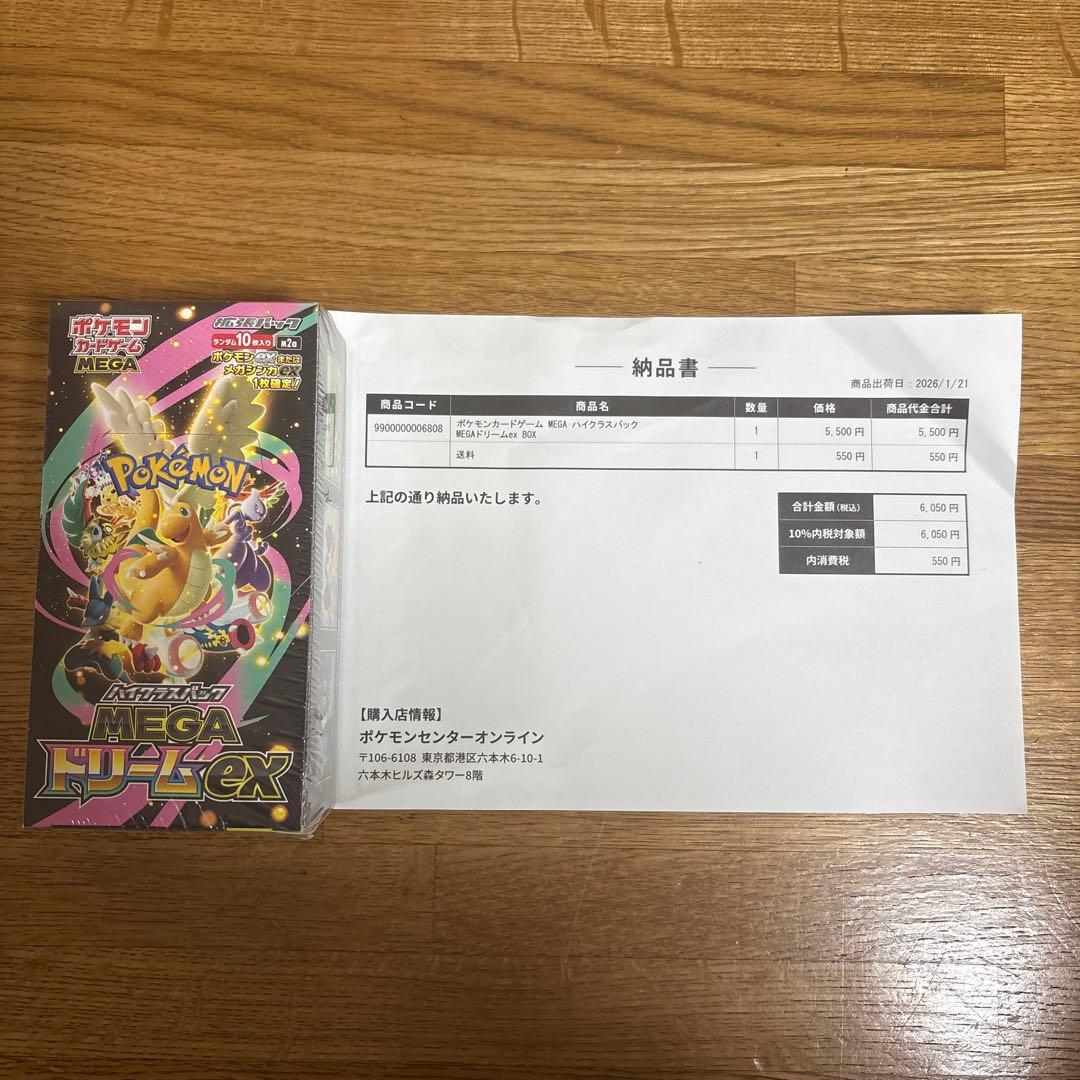 ポケモン
カードゲーム
MEGA
拡張パック
ランダム10枚入り
M2a
ポケモンexまたは
メガシンカex
1枚確定!
POKéMON
ハイクラスパック
MEGA
ドリームex
納品書
商品出荷日:2026/1/21
商品コード 商品名 数量 価格 商品代金合計
9900000006808 ポケモンカードゲーム MEGA ハイクラスパック 1 5,500 円 5,500 円
MEGAドリームex BOX
送料 1 550 円 550 円
上記の通り納品いたします。
合計金額(税込) 6,050 円
10%内税対象額 6,050 円
内消費税 550 円
【購入店情報】
ポケモンセンターオンライン
〒106-6108 東京都港区六本木6-10-1
六本木ヒルズ森タワー8階